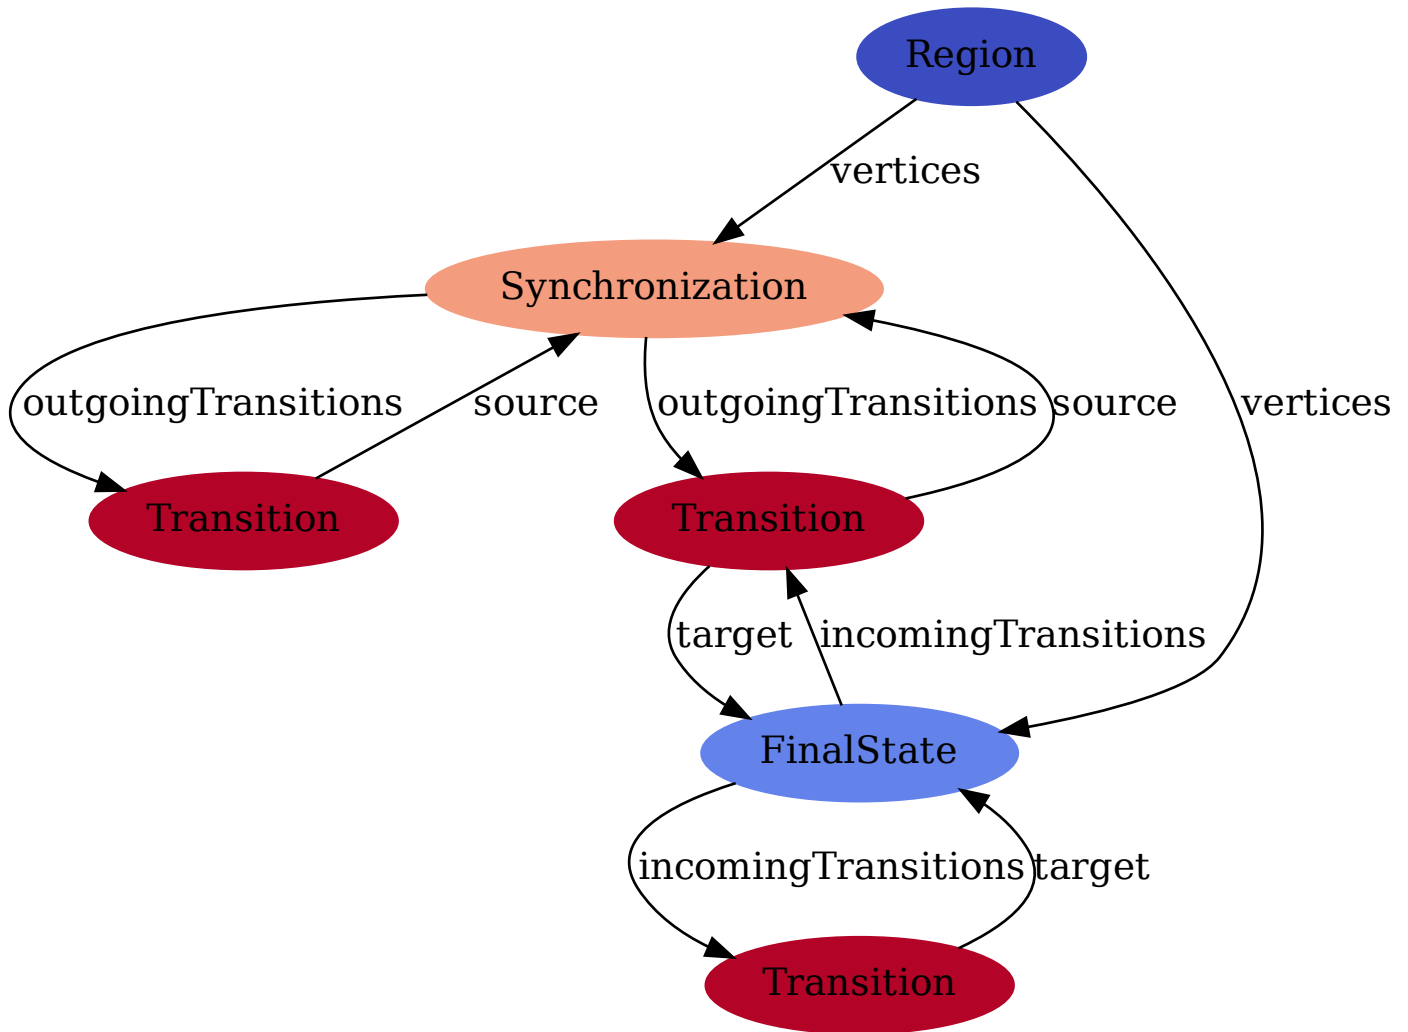 Region
vertices
Synchronization
outgoingTransitions
source
outgoingTransitions
source
vertices
Transition
Transition
target
incomingTransitions
FinalState
incomingTransitions
target
Transition